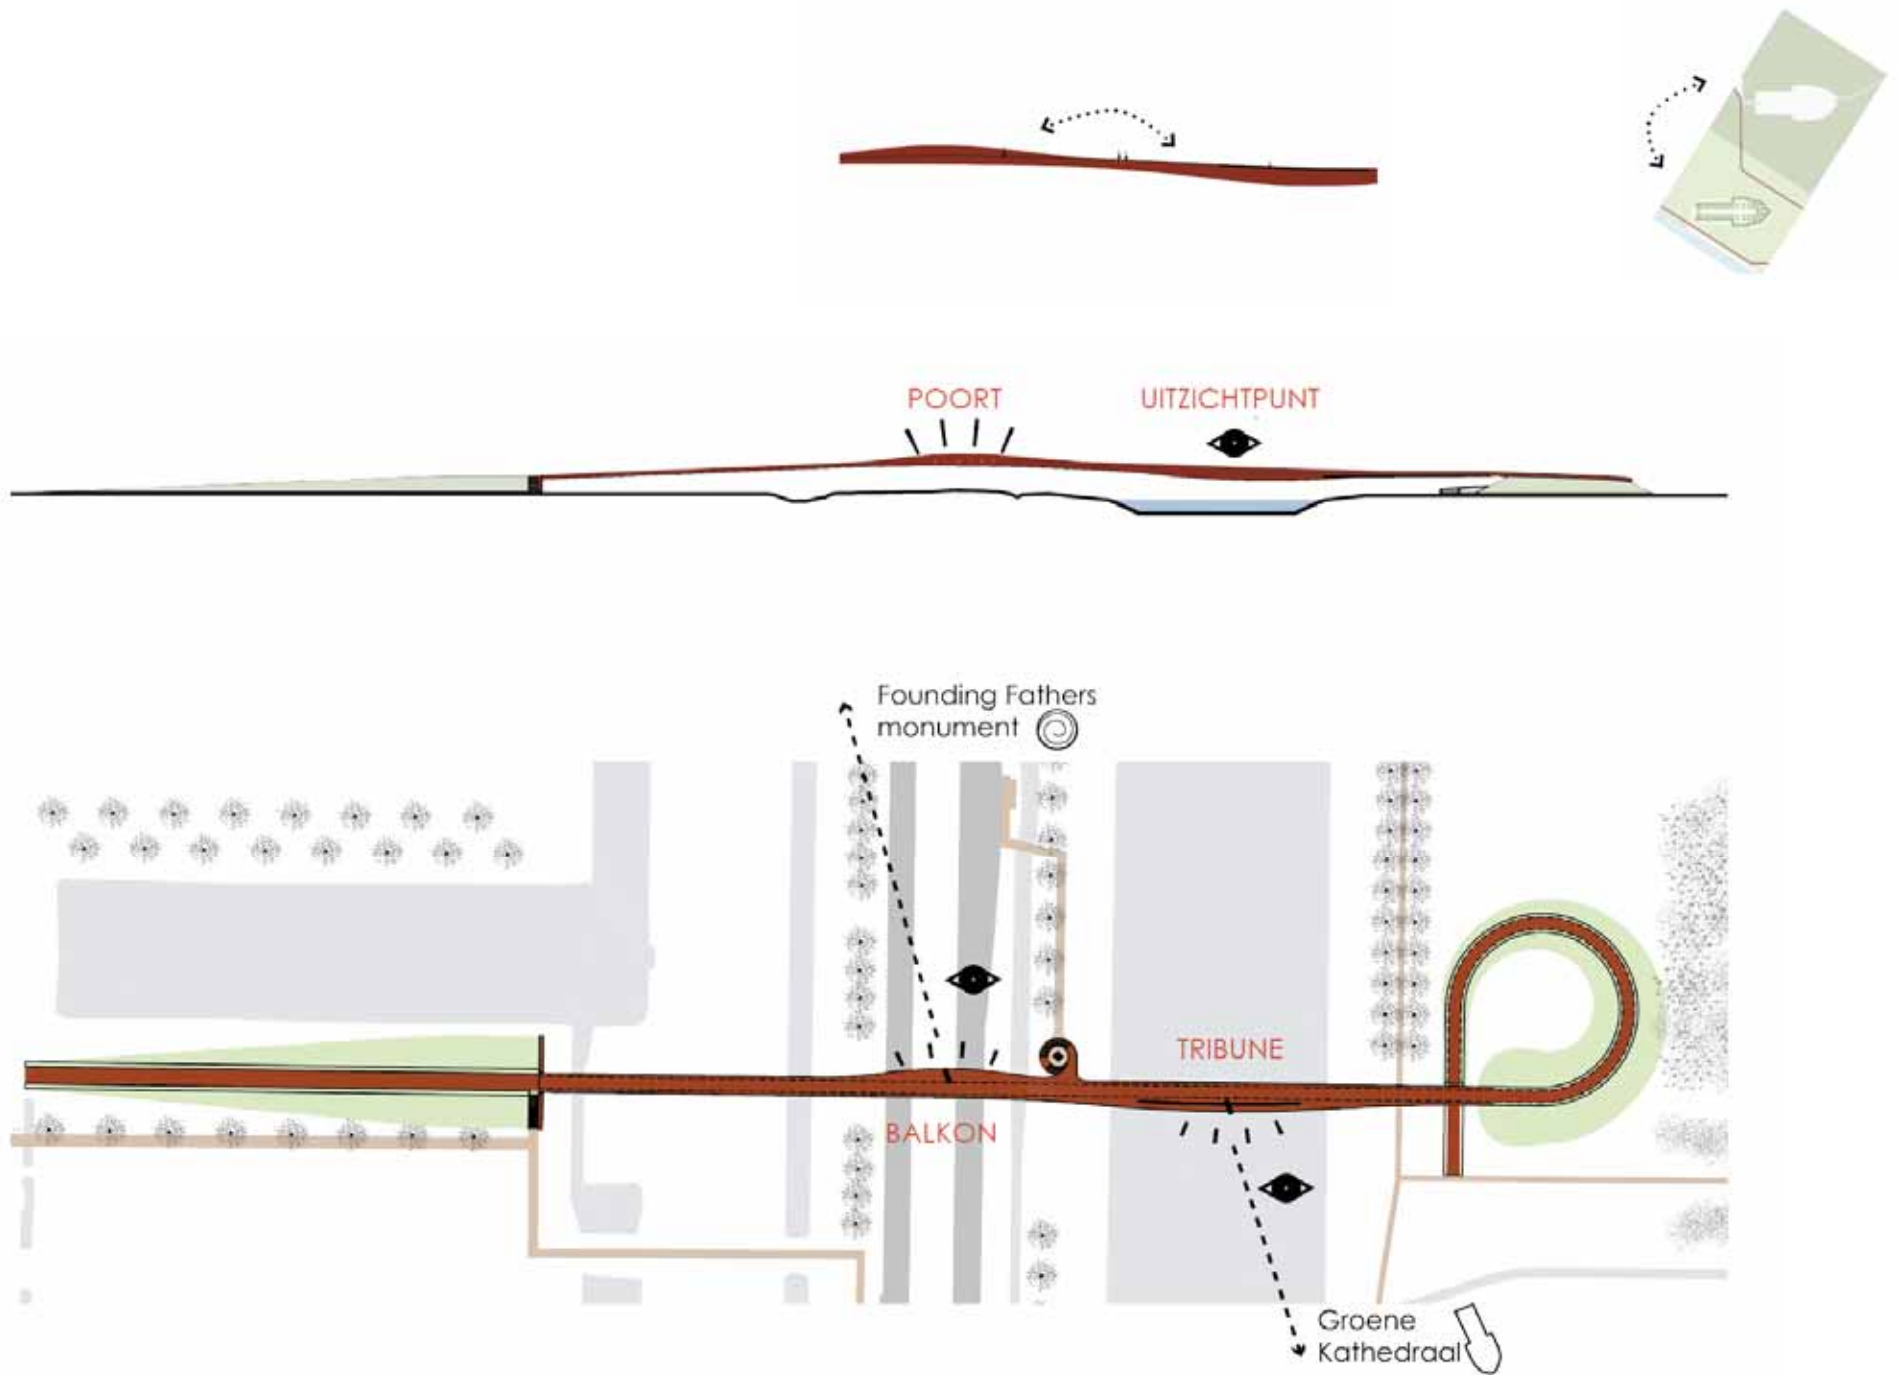 POORT
UITZICHTPUNT
Founding Fathers
monument
TRIBUNE
BALKON
Groene
Kathedraal